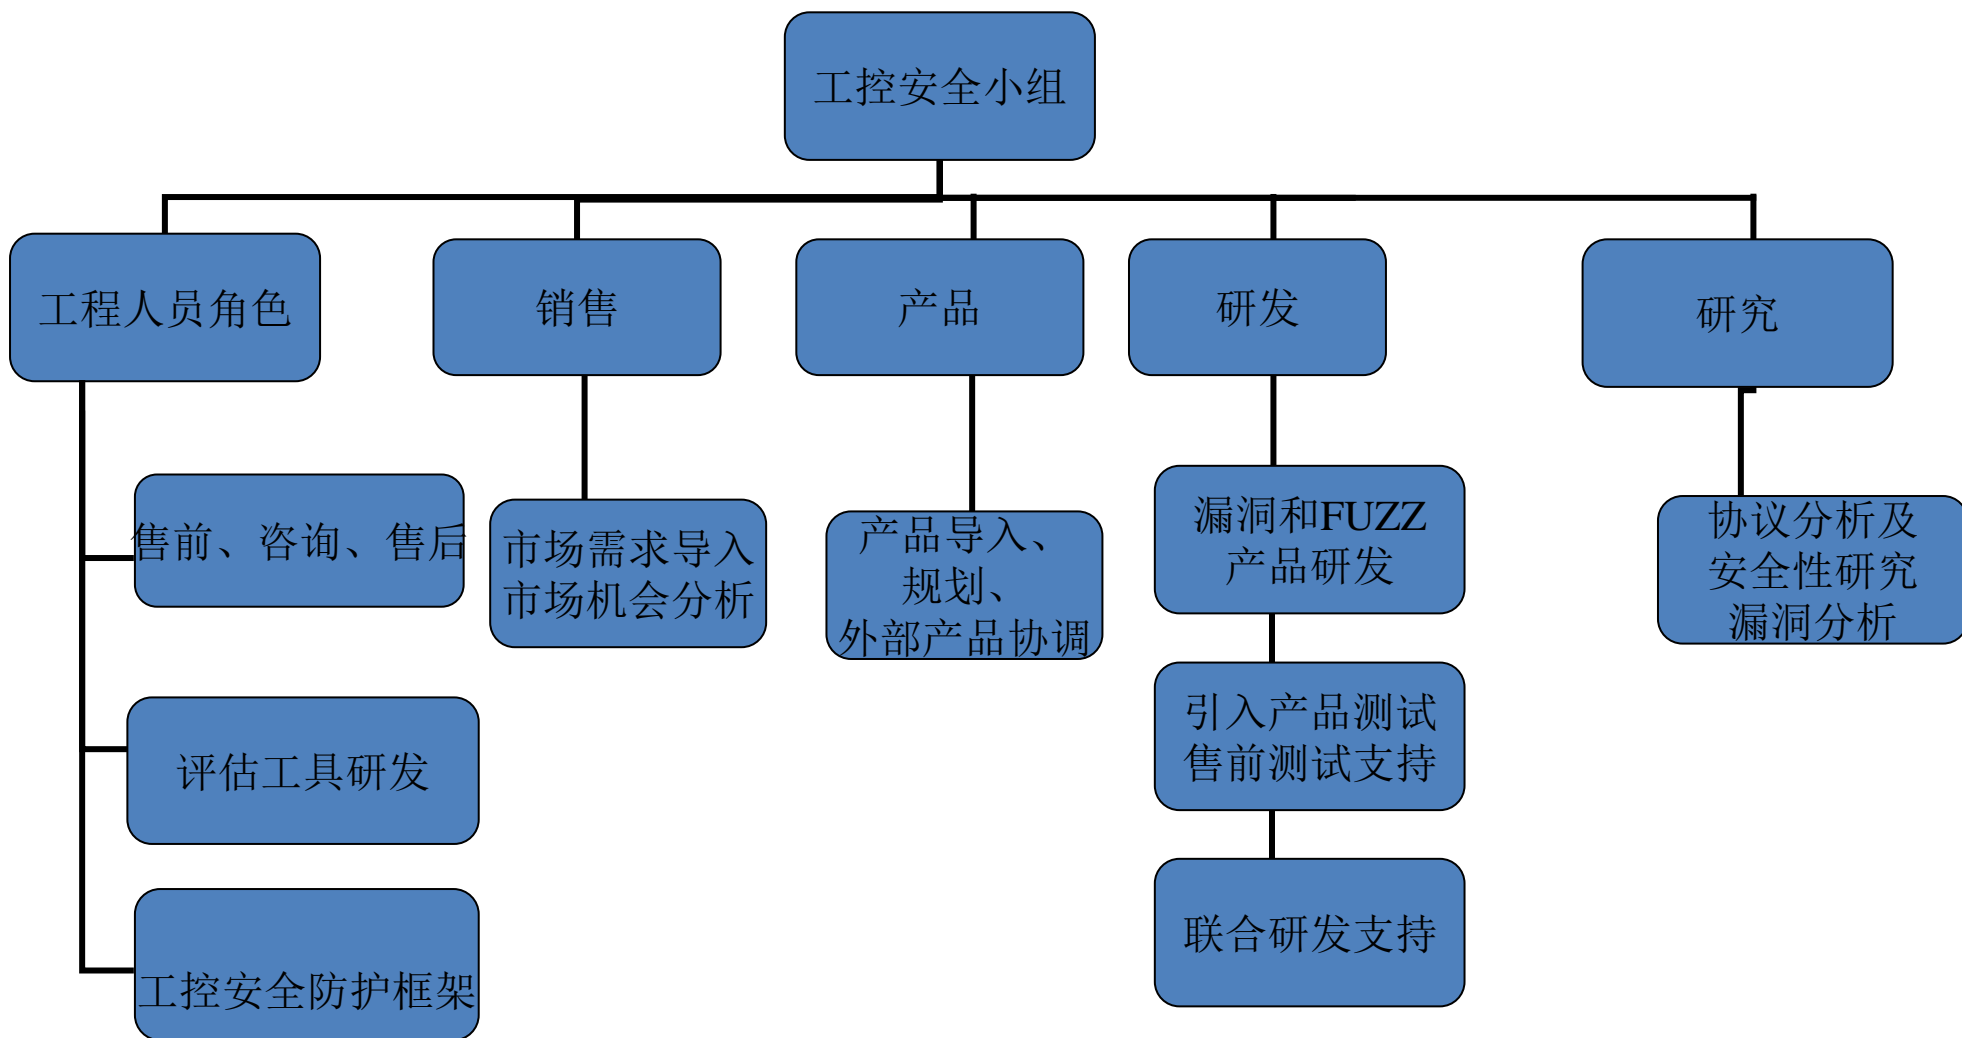 工控安全小组
工程人员角色
销售
产品
研发
研究
售前、咨询、售后
评估工具研发
工控安全防护框架
市场需求导入
市场机会分析
产品导入、
规划、
外部产品协调
漏洞和FUZZ
产品研发
引入产品测试
售前测试支持
联合研发支持
协议分析及
安全性研究
漏洞分析